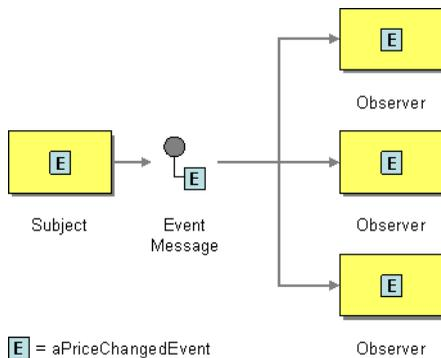 E
Observer
E
Subject
E
Event
Message
E
Observer
E
Observer
E = aPriceChangedEvent